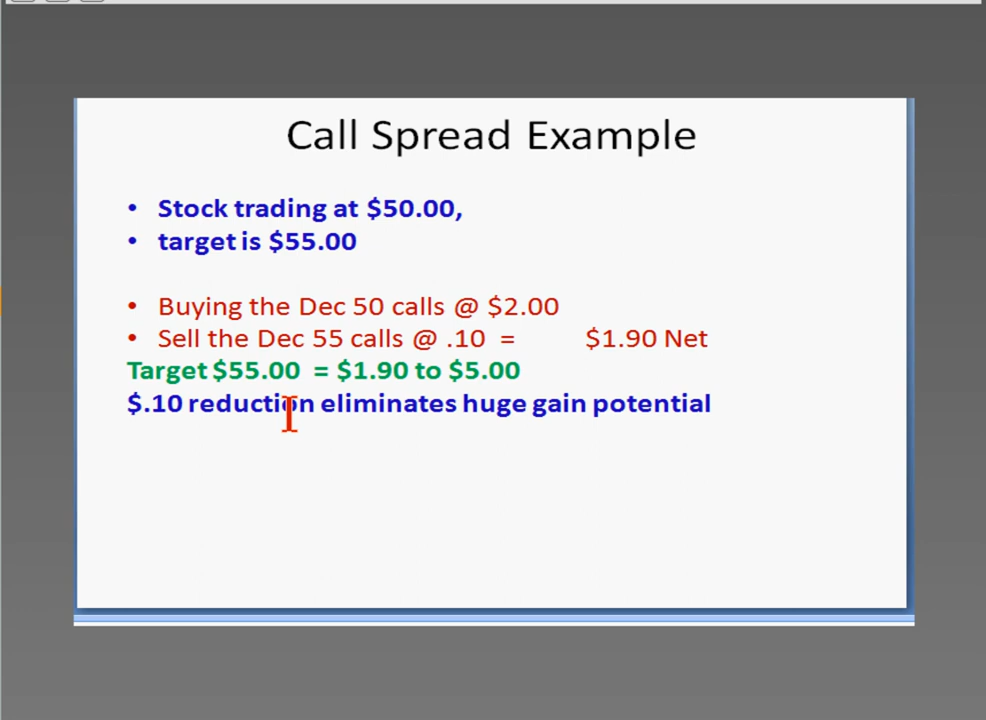 Call Spread Example
• Stock trading at $50.00,
• target is $55.00
• Buying the Dec 50 calls @ $2.00
• Sell the Dec 55 calls @ .10 = $1.90 Net
Target $55.00 = $1.90 to $5.00
$.10 reduction eliminates huge gain potential